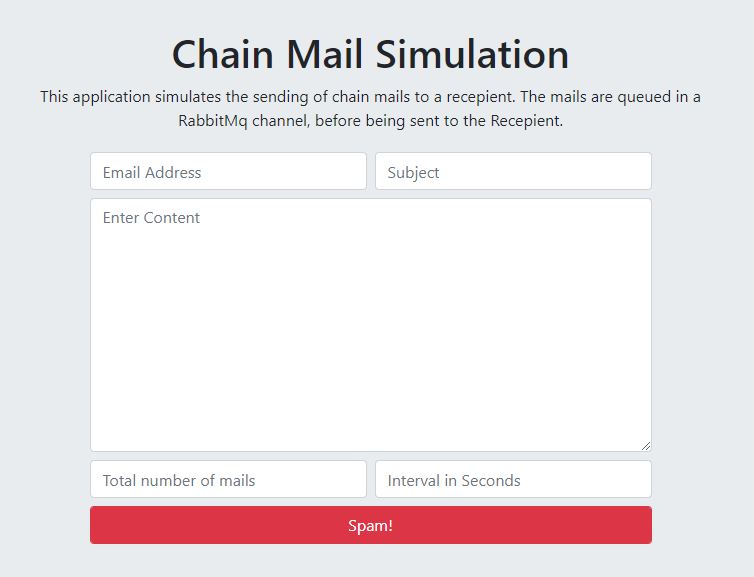 Chain Mail Simulation
This application simulates the sending of chain mails to a recepient. The mails are queued in a
RabbitMq channel, before being sent to the Recepient.
Email Address
Subject
Enter Content
Total number of mails
Interval in Seconds
Spam!